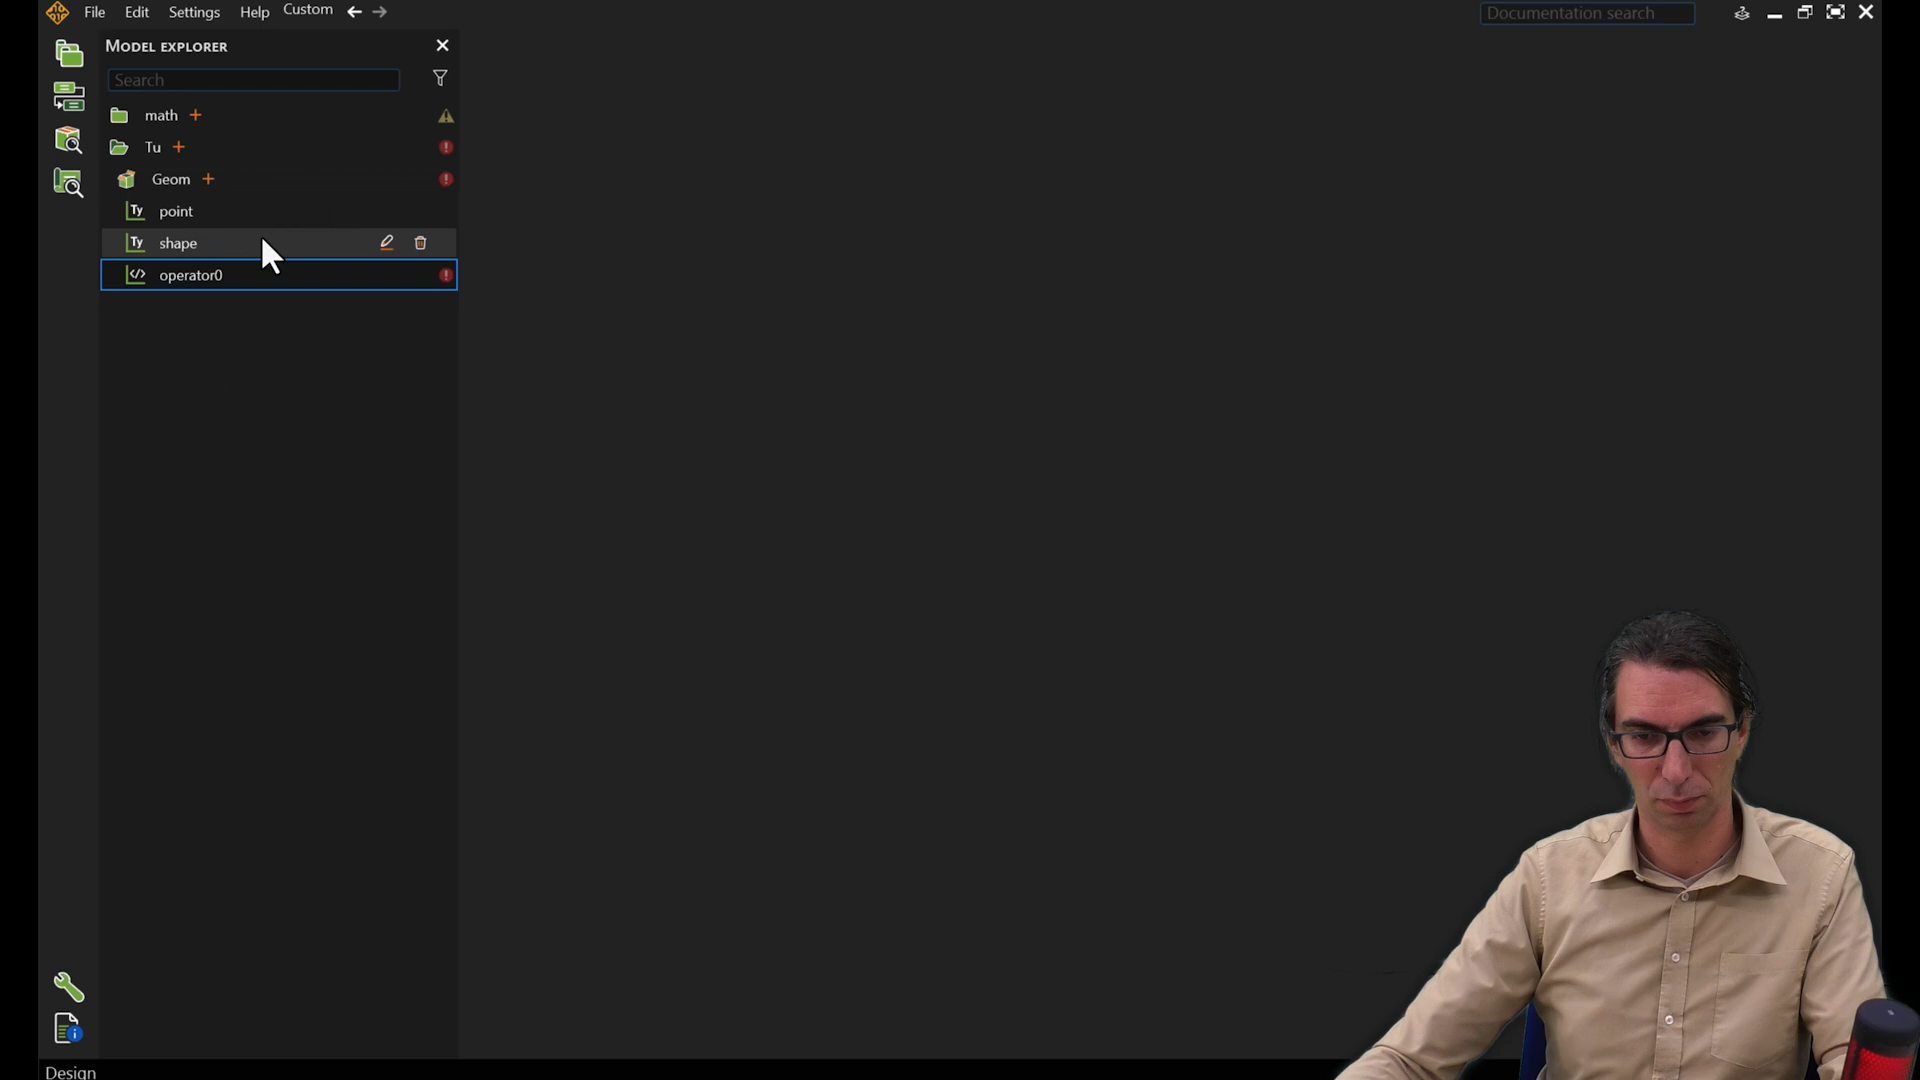 File Edit Settings Help Custom
Documentation search
MODEL EXPLORER
Search
math
Tu
Geom
Ty point
Ty shape
operator0
Design